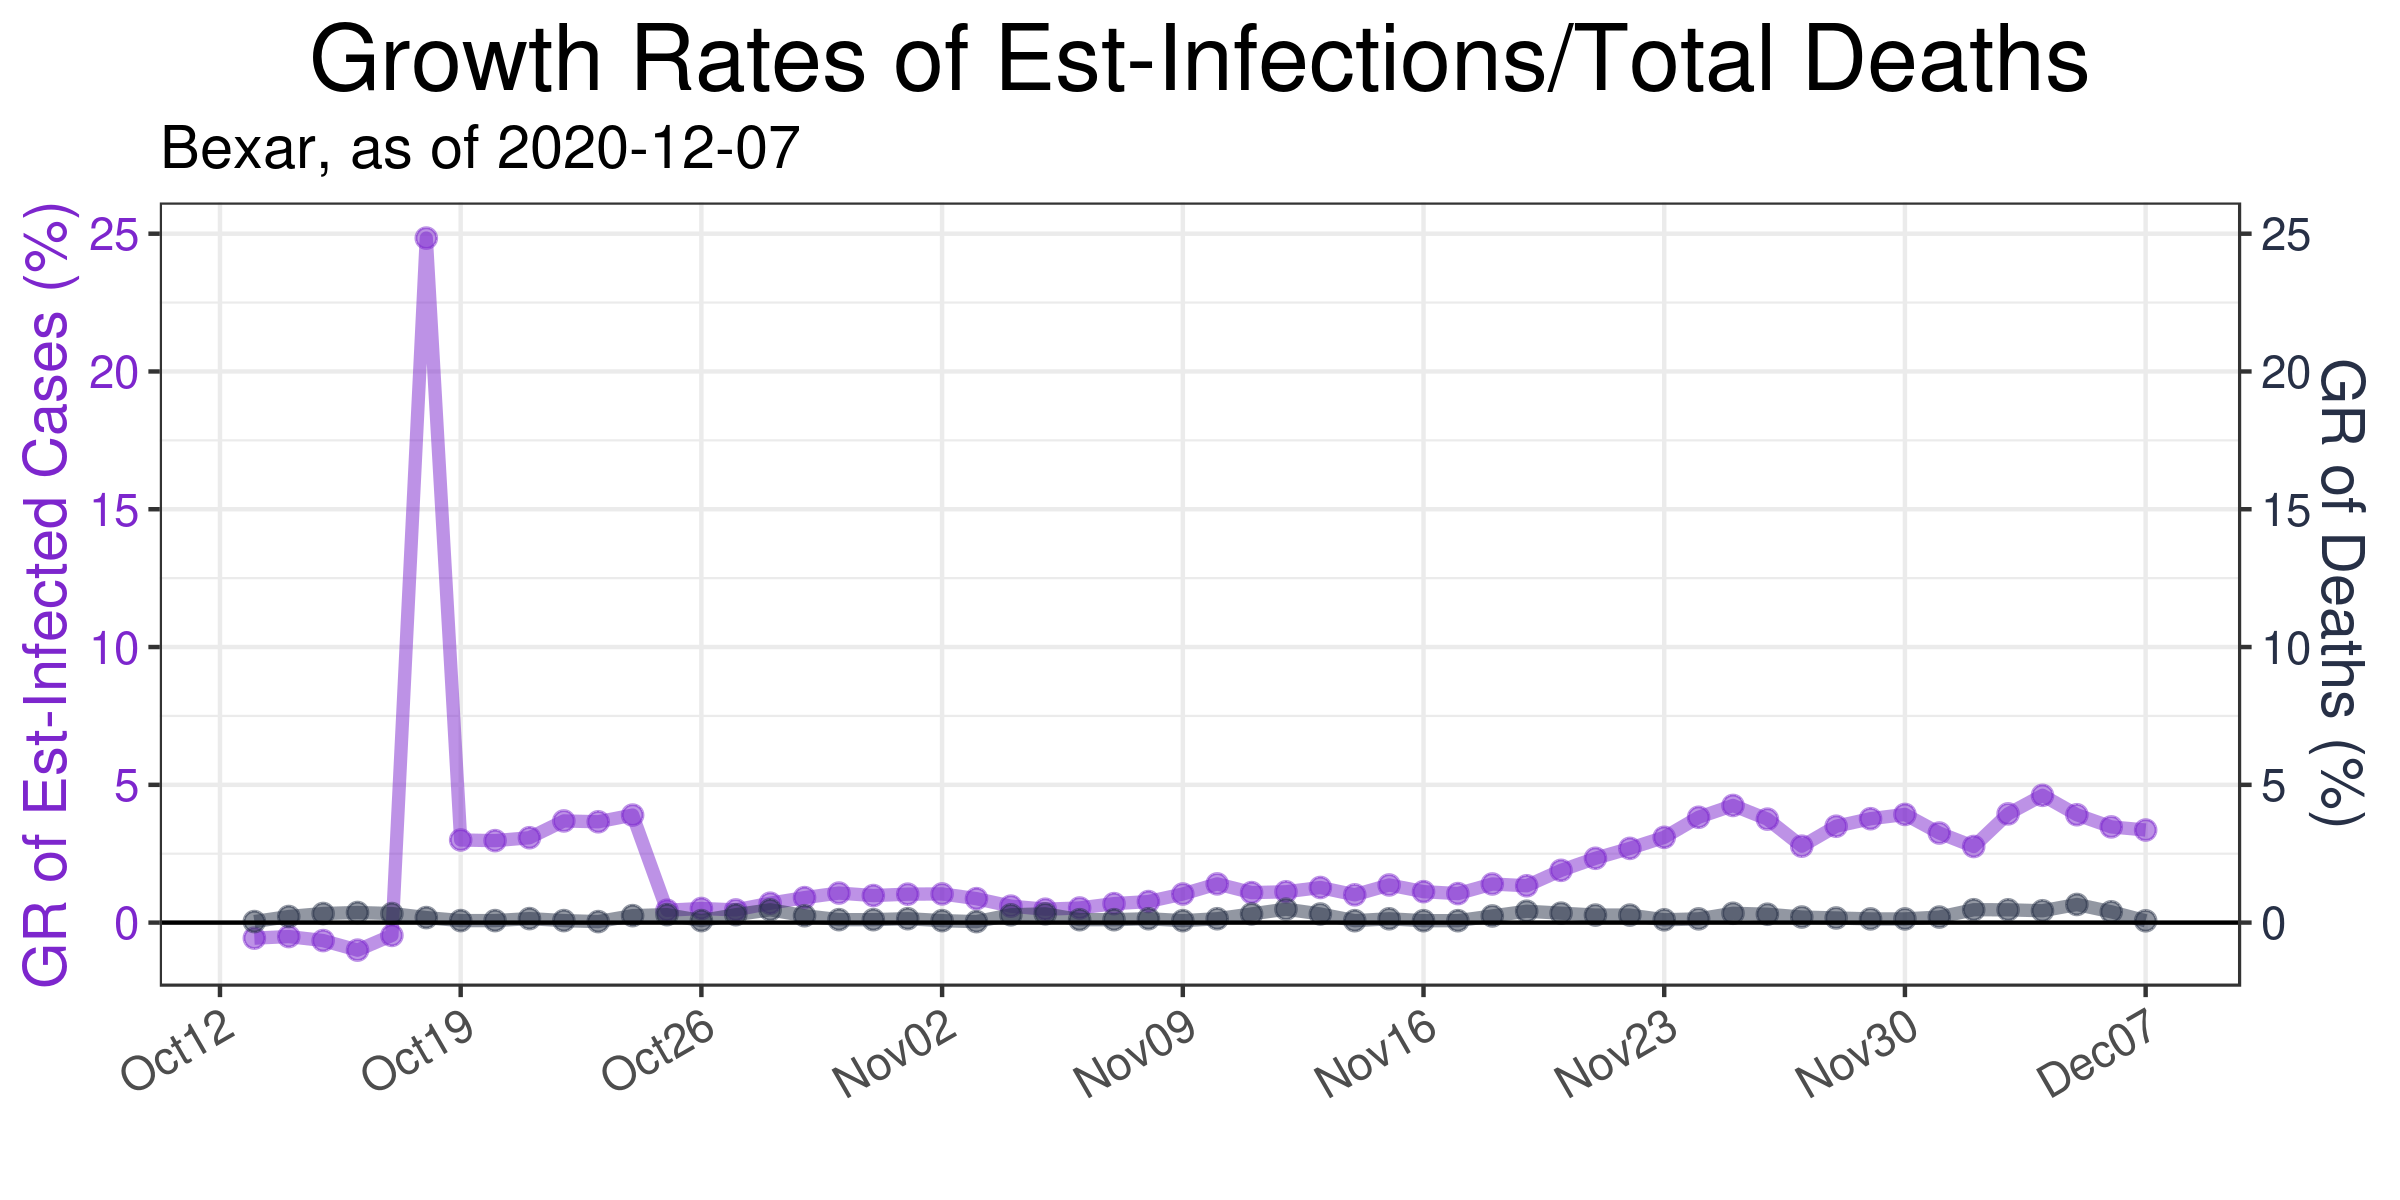 Growth Rates of Est-Infections/Total Deaths
Bexar, as of 2020-12-07
GR of Est-Infected Cases (%)
25
20
15
10
5
0
25
20
15
10
5
0
GR of Deaths (%)
Oct12
Oct19
Oct26
Nov02
Nov09
Nov16
Nov23
Nov30
Dec07